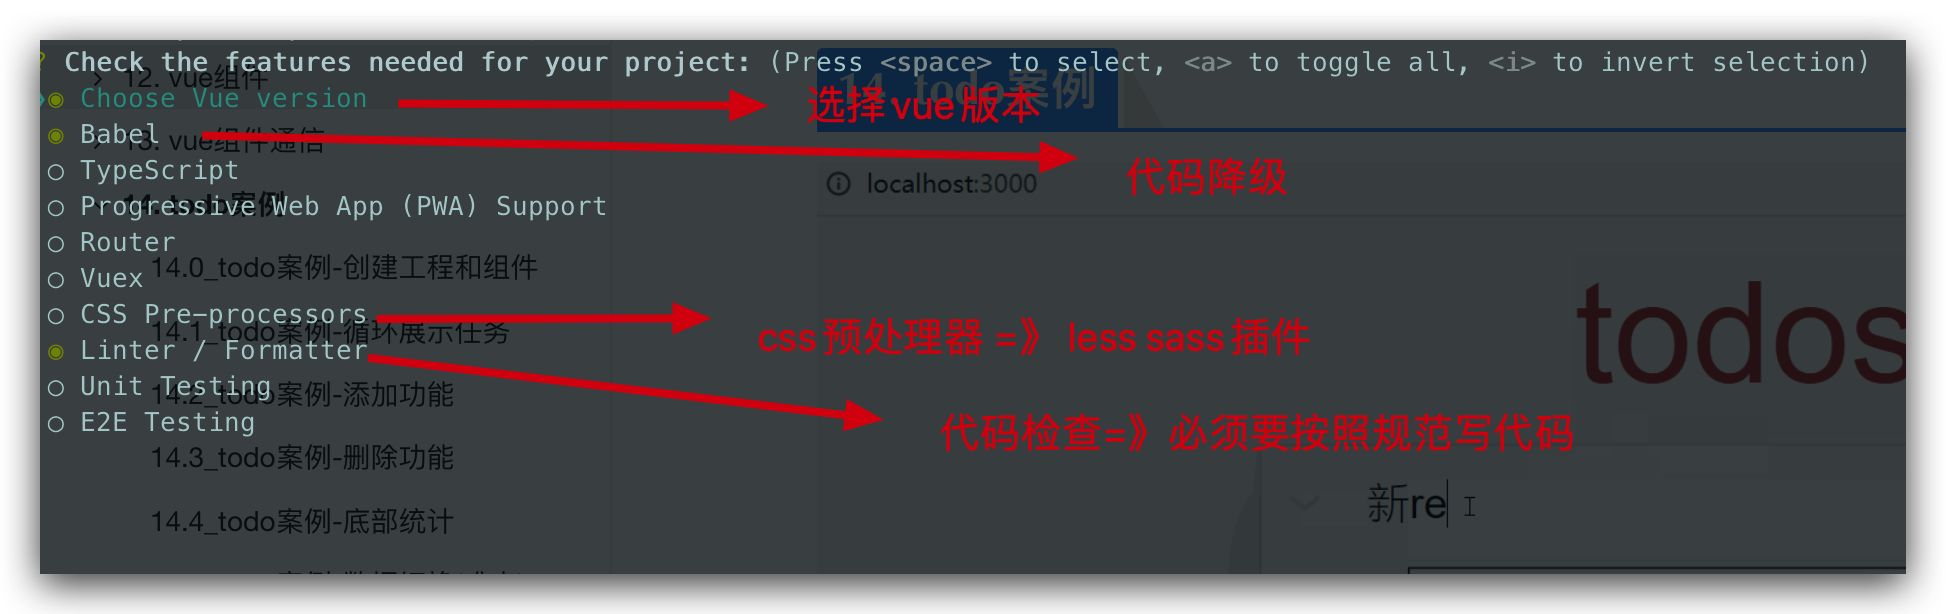 ? Check the features needed for your project: (Press <space> to select, <a> to toggle all, <i> to invert selection)
12. vue组件
14. todo案例
Choose Vue version
选择vue版本
Babel
13. vue组件通信
代码降级
TypeScript
localhost:3000
Progressive Web App (PWA) Support
14. todo案例
Router
14.0_todo案例-创建工程和组件
Vuex
todos
CSS Pre-processors
14.1_todo案例-循环展示任务
css预处理器 =》 less sass插件
Linter / Formatter
Unit Testing
14.2_todo案例-添加功能
E2E Testing
代码检查=》必须要按照规范写代码
14.3_todo案例-删除功能
新re
14.4_todo案例-底部统计